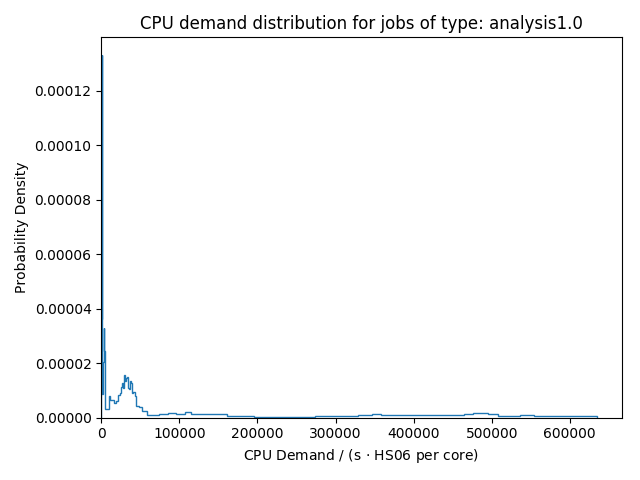 CPU demand distribution for jobs of type: analysis1.0
Probability Density
0.00012
0.00010
0.00008
0.00006
0.00004
0.00002
0.00000
0 100000 200000 300000 400000 500000 600000
CPU Demand / (s · HS06 per core)